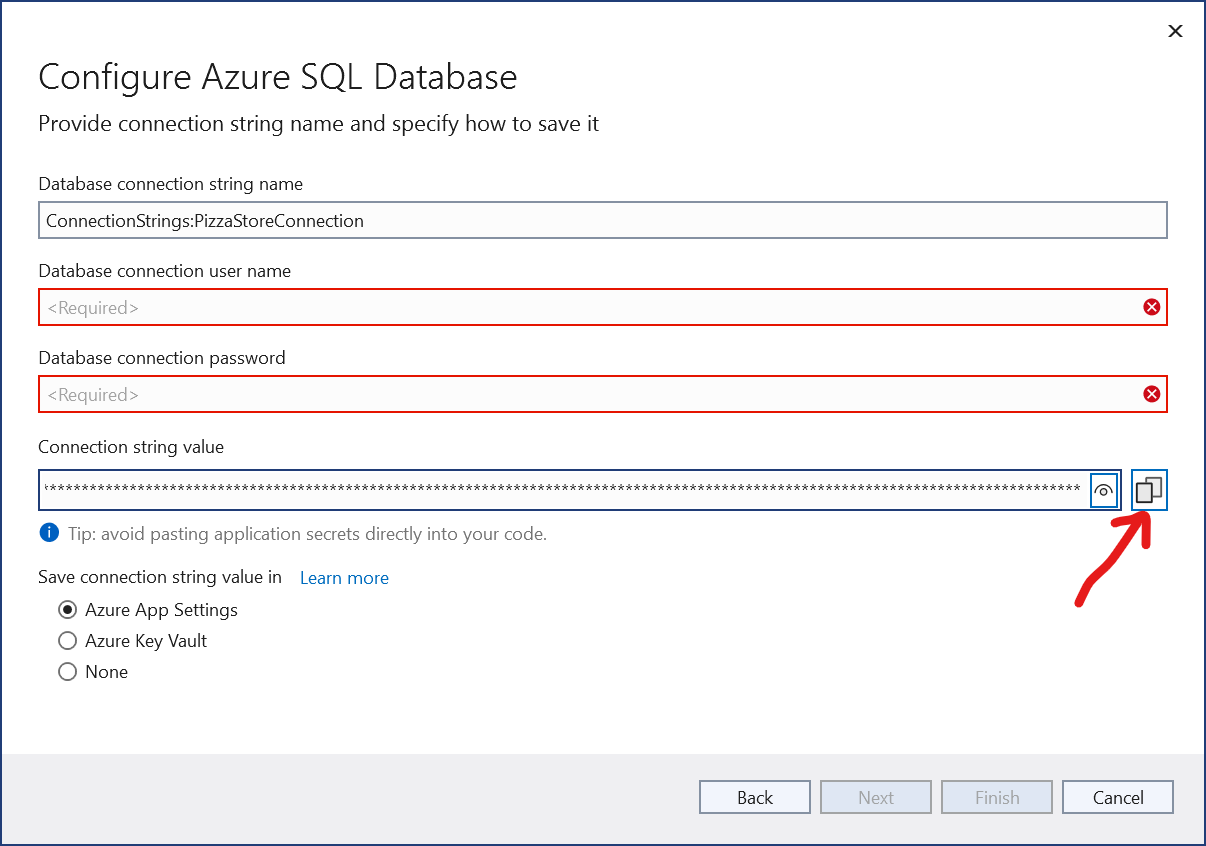 Configure Azure SQL Database
Provide connection string name and specify how to save it
Database connection string name
ConnectionStrings:PizzaStoreConnection
Database connection user name
<Required>
Database connection password
<Required>
Connection string value
Tip: avoid pasting application secrets directly into your code.
Save connection string value in Learn more
Azure App Settings
Azure Key Vault
None
Back Next Finish Cancel